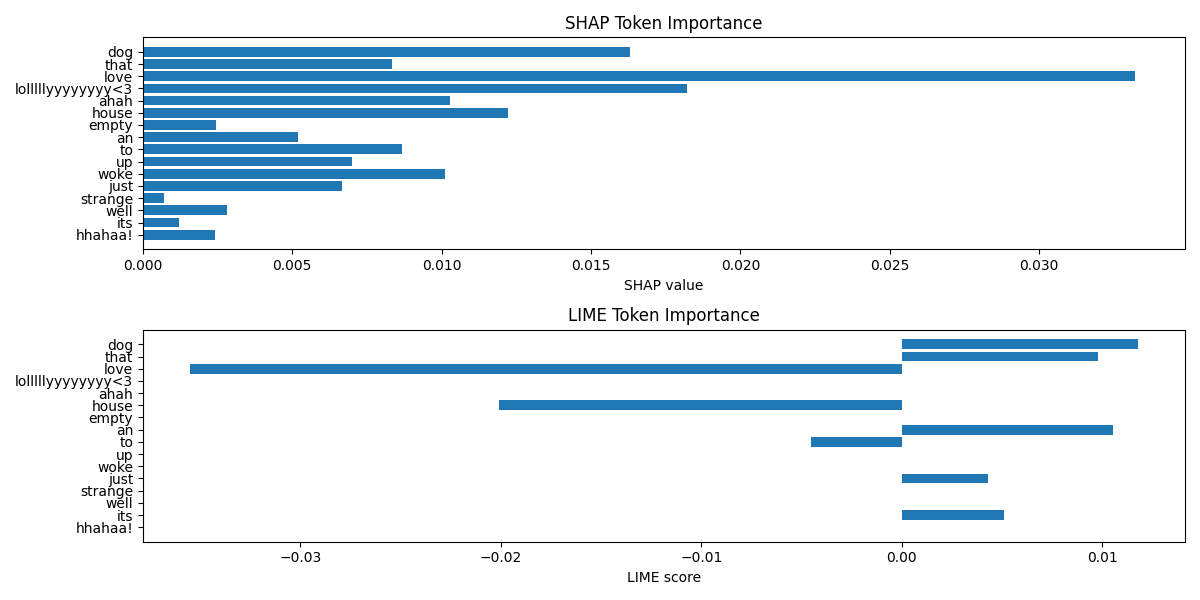 SHAP Token Importance
dog
that
love
lolllllyyyyyyyy<3
ahah
house
empty
an
to
up
woke
just
strange
well
its
hhahaa!
0.000 0.005 0.010 0.015 0.020 0.025 0.030
SHAP value
LIME Token Importance
dog
that
love
lolllllyyyyyyyy<3
ahah
house
empty
an
to
up
woke
just
strange
well
its
hhahaa!
−0.03 −0.02 −0.01 0.00 0.01
LIME score